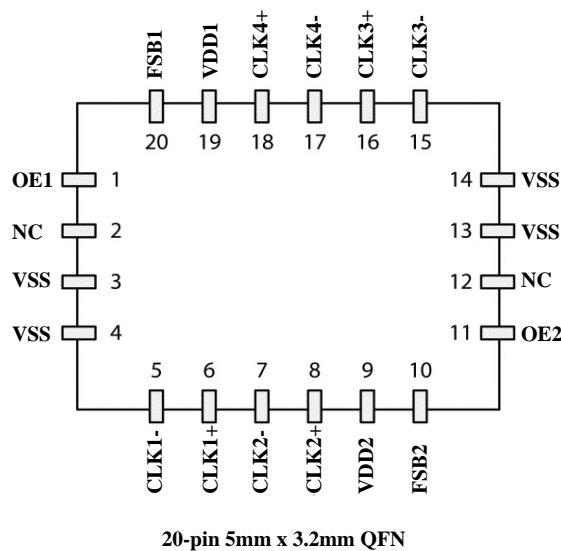 FSB1 VDD1 CLK4+ CLK4- CLK3+ CLK3-
20 19 18 17 16 15
OE1 1 14 VSS
NC 2 13 VSS
VSS 3 12 NC
VSS 4 11 OE2
5 6 7 8 9 10
CLK1- CLK1+ CLK2- CLK2+ VDD2 FSB2
20-pin 5mm x 3.2mm QFN